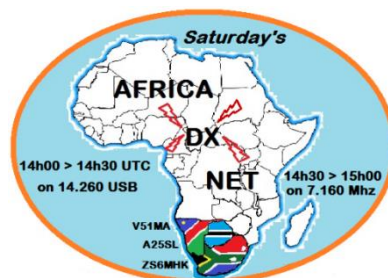 Saturday's
AFRICA
DX
NET
14h00 > 14h30 UTC
on 14.260 USB
14h30 > 15h00
on 7.160 Mhz
V51MA
A25SL
ZS6MHK